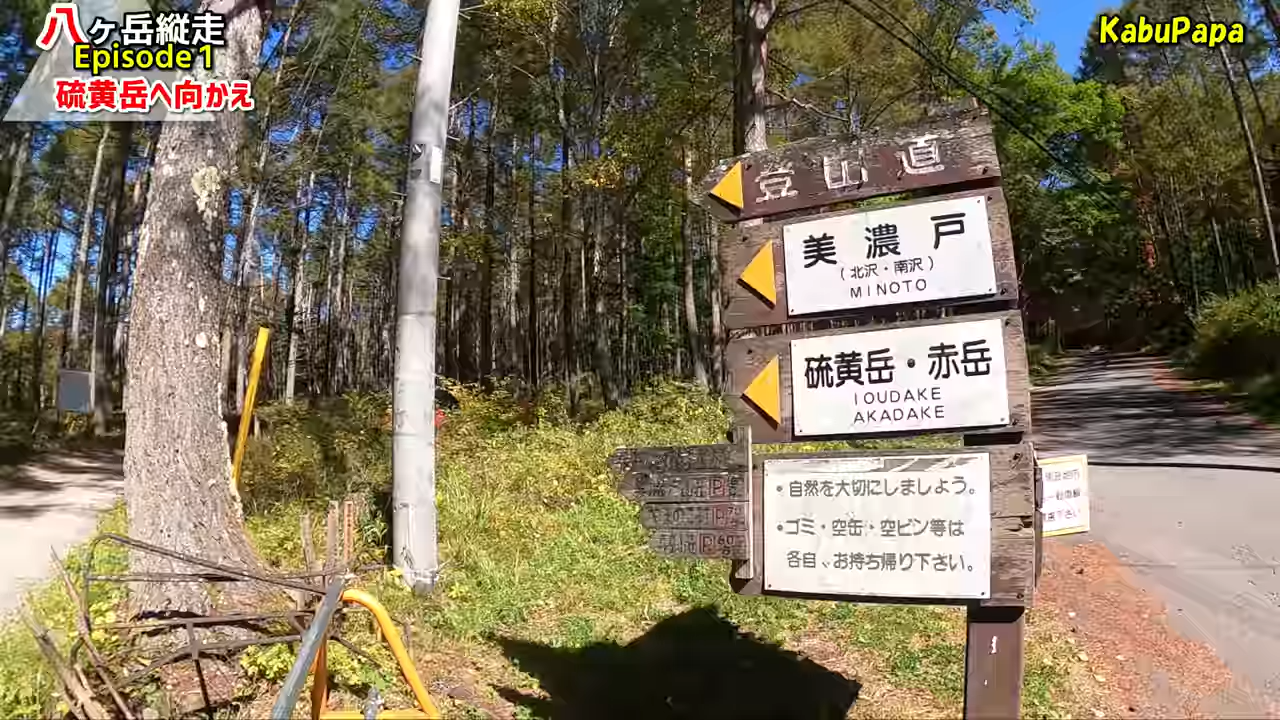 八ヶ岳縦走
Episode 1
硫黄岳へ向かえ
KabuPapa
登山道
美濃戸
(北沢・南沢)
MINOTO
硫黄岳・赤岳
IOUDAKE
AKADAKE
・自然を大切にしましょう。
・ゴミ・空缶・空ビン等は
各自、お持ち帰り下さい。